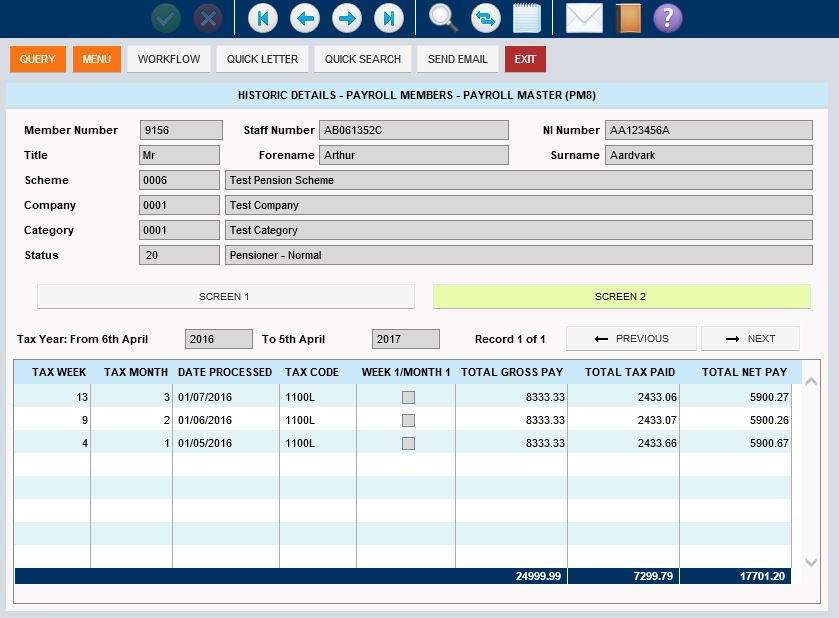 QUERY MENU WORKFLOW QUICK LETTER QUICK SEARCH SEND EMAIL EXIT
HISTORIC DETAILS - PAYROLL MEMBERS - PAYROLL MASTER (PM8)
Member Number 9156 Staff Number AB061352C NI Number AA123456A
Title Mr Forename Arthur Surname Aardvark
Scheme 0006 Test Pension Scheme
Company 0001 Test Company
Category 0001 Test Category
Status 20 Pensioner - Normal
SCREEN 1 SCREEN 2
Tax Year: From 6th April 2016 To 5th April 2017 Record 1 of 1 ← PREVIOUS → NEXT
TAX WEEK TAX MONTH DATE PROCESSED TAX CODE WEEK 1/MONTH 1 TOTAL GROSS PAY TOTAL TAX PAID TOTAL NET PAY
13 3 01/07/2016 1100L 8333.33 2433.06 5900.27
9 2 01/06/2016 1100L 8333.33 2433.07 5900.26
4 1 01/05/2016 1100L 8333.33 2433.66 5900.67
24999.99 7299.79 17701.20